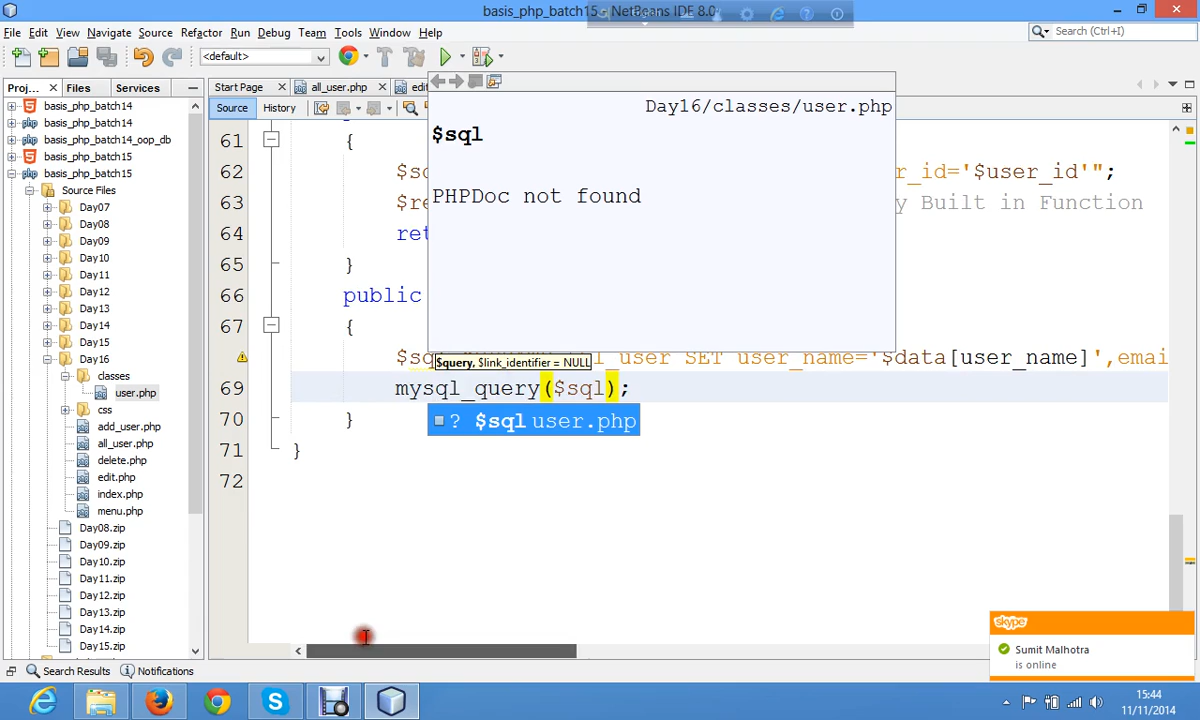 basis_php_batch15 - NetBeans IDE 8.0
File Edit View Navigate Source Refactor Run Debug Team Tools Window Help
Search (Ctrl+I)
<default>
Proj... Files Services
Start Page all_user.php edi
Source History
basis_php_batch14
basis_php_batch14
basis_php_batch14_oop_db
basis_php_batch15
basis_php_batch15
Source Files
Day07
Day08
Day09
Day10
Day11
Day12
Day13
Day14
Day15
Day16
classes
user.php
css
add_user.php
all_user.php
delete.php
edit.php
index.php
menu.php
Day08.zip
Day09.zip
Day10.zip
Day11.zip
Day12.zip
Day13.zip
Day14.zip
Day15.zip
Day16/classes/user.php
$sql
PHPDoc not found
61 {
62 $sq r_id='$user_id'";
63 $re y Built in Function
64 ret
65 }
66 public
67 {
$sq l_user SET user_name='$data[user_name]',emai
$query, $link_identifier = NULL
69 mysql_query($sql);
? $sql user.php
70 }
71 }
72
Search Results Notifications
skype
Sumit Malhotra
is online
15:44
11/11/2014